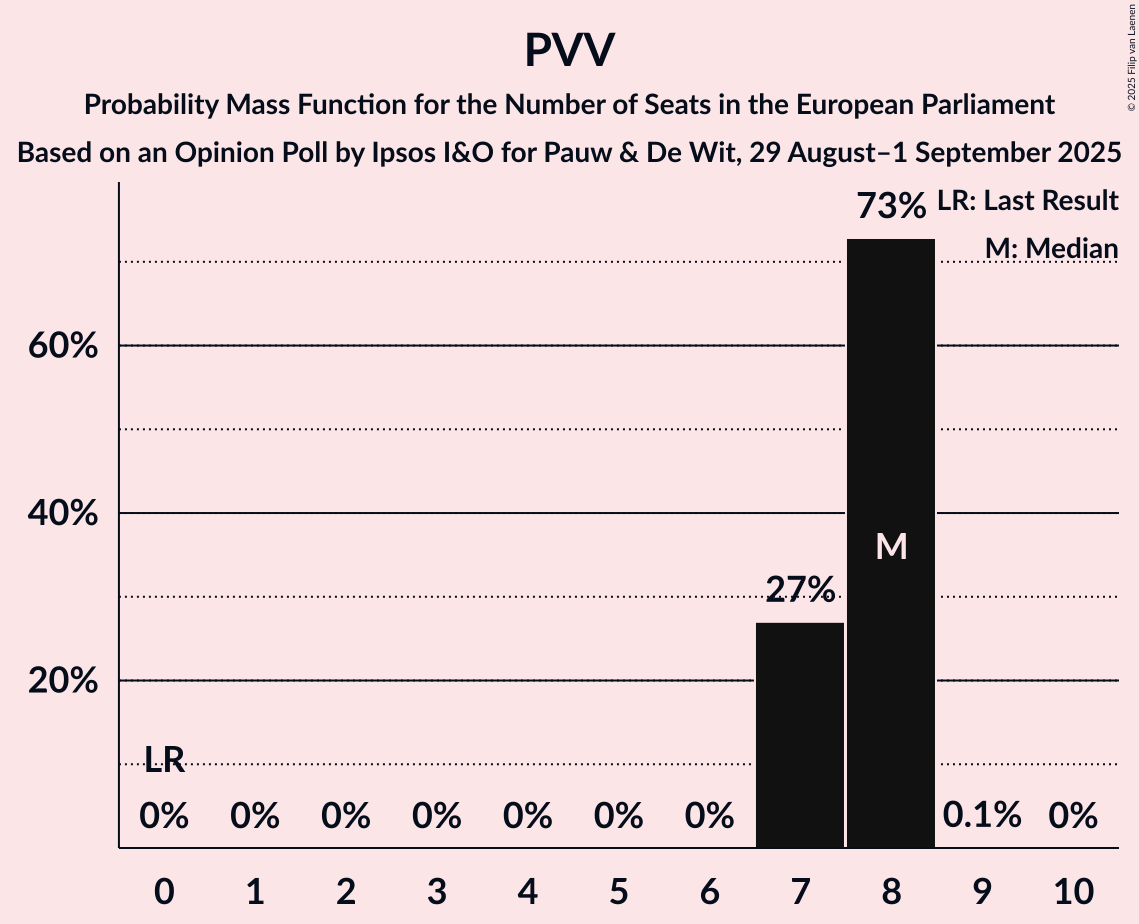 PVV
Probability Mass Function for the Number of Seats in the European Parliament
Based on an Opinion Poll by Ipsos I&O for Pauw & De Wit, 29 August–1 September 2025
© 2025 Filip van Laenen
73%
LR: Last Result
M: Median
60%
40%
M
27%
20%
LR
0% 0% 0% 0% 0% 0% 0% 0.1% 0%
0 1 2 3 4 5 6 7 8 9 10